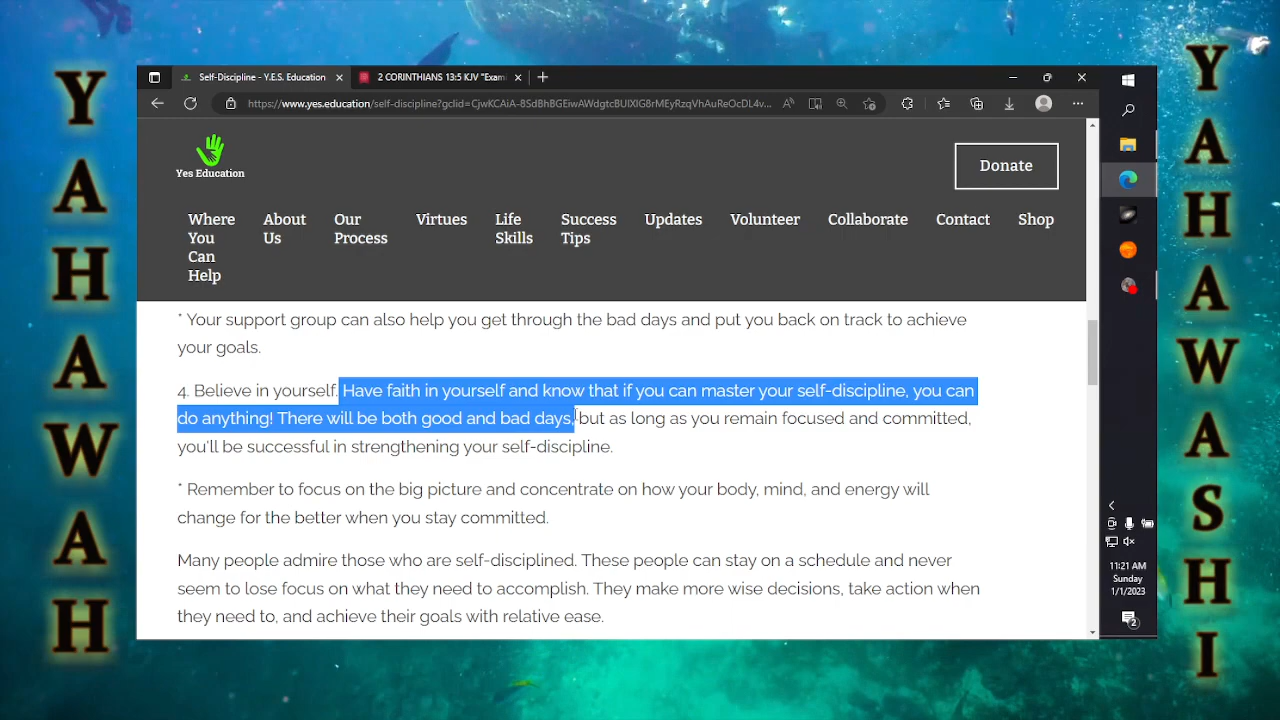 YAHAWAH
Self-Discipline - Y.E.S. Education
2 CORINTHIANS 13:5 KJV "Exami
https://www.yes.education/self-discipline?gclid=CjwKCAiA-8SdBhBGEiwAWdgtcBUIXIG8rMEyRzqVhAuReOcDL4v...
Yes Education
Donate
Where You Can Help
About Us
Our Process
Virtues
Life Skills
Success Tips
Updates
Volunteer
Collaborate
Contact
Shop
* Your support group can also help you get through the bad days and put you back on track to achieve
your goals.
4. Believe in yourself. Have faith in yourself and know that if you can master your self-discipline, you can
do anything! There will be both good and bad days, but as long as you remain focused and committed,
you'll be successful in strengthening your self-discipline.
* Remember to focus on the big picture and concentrate on how your body, mind, and energy will
change for the better when you stay committed.
Many people admire those who are self-disciplined. These people can stay on a schedule and never
seem to lose focus on what they need to accomplish. They make more wise decisions, take action when
they need to, and achieve their goals with relative ease.
11:21 AM
Sunday
1/1/2023
2
YAHAWASHI